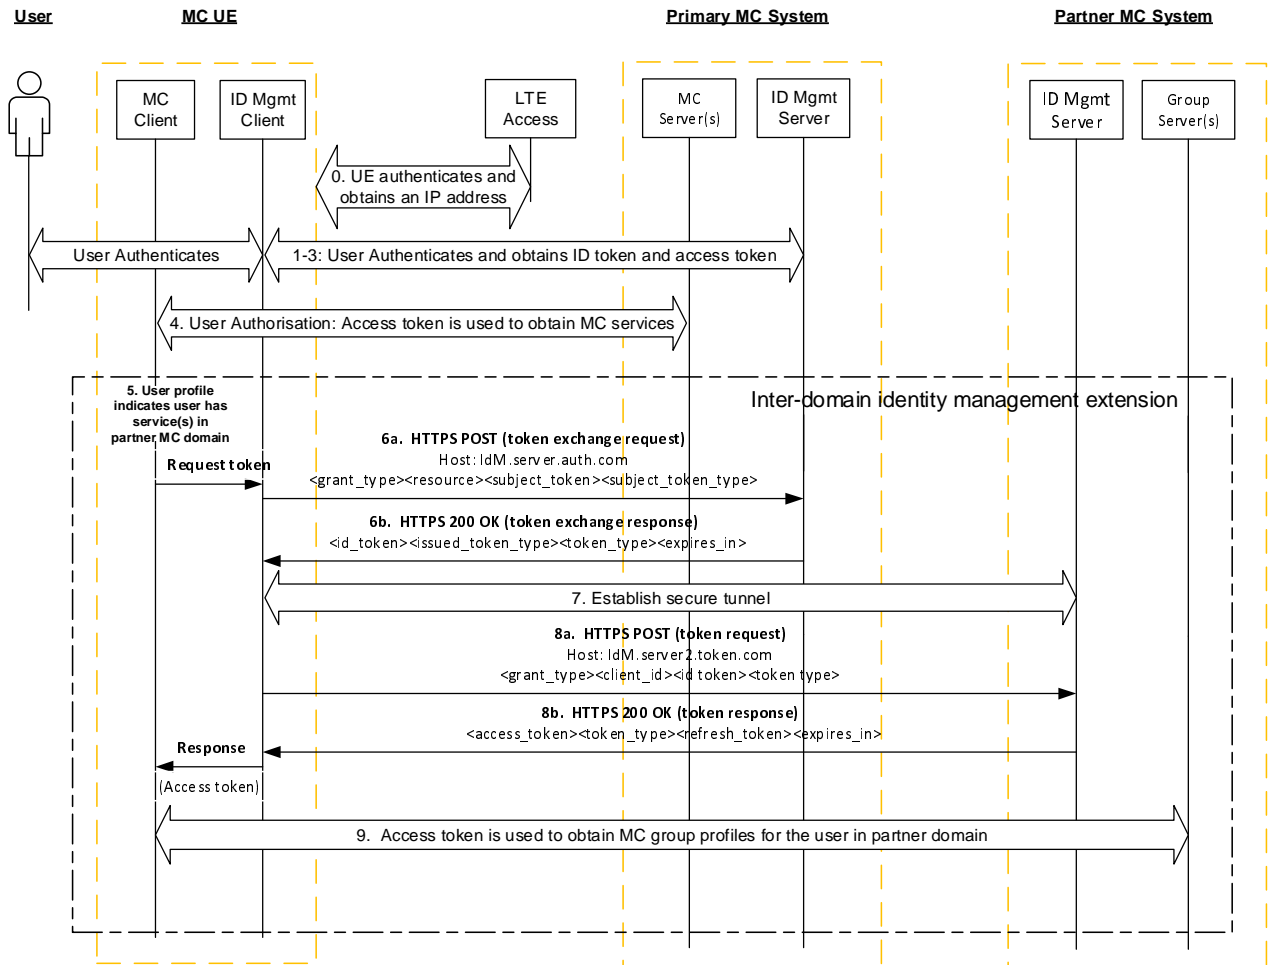 User
MC UE
Primary MC System
Partner MC System
MC
Client
ID Mgmt
Client
LTE
Access
MC
Server(s)
ID Mgmt
Server
ID Mgmt
Server
Group
Server(s)
0. UE authenticates and
obtains an IP address
User Authenticates
1-3: User Authenticates and obtains ID token and access token
4. User Authorisation: Access token is used to obtain MC services
5. User profile
indicates user has
service(s) in
partner MC domain
Inter-domain identity management extension
Request token
6a. HTTPS POST (token exchange request)
Host: IdM.server.auth.com
<grant_type><resource><subject_token><subject_token_type>
6b. HTTPS 200 OK (token exchange response)
<id_token><issued_token_type><token_type><expires_in>
7. Establish secure tunnel
8a. HTTPS POST (token request)
Host: IdM.server2.token.com
<grant_type><client_id><id token><token type>
8b. HTTPS 200 OK (token response)
<access_token><token_type><refresh_token><expires_in>
Response
(Access token)
9. Access token is used to obtain MC group profiles for the user in partner domain